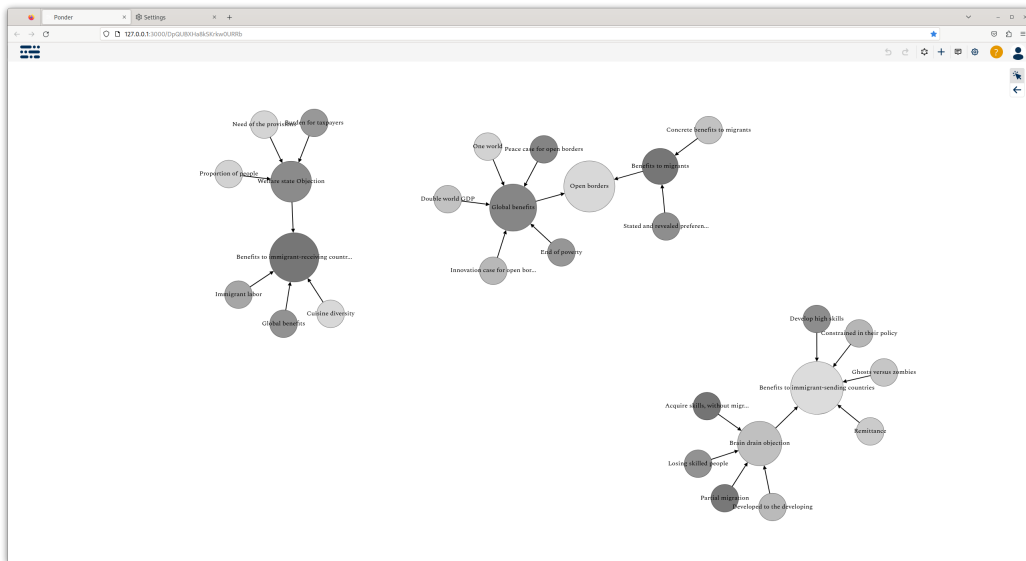 Ponder
Settings
127.0.0.1:3000/DpQUBXHa8kSKrkw0URRb
?
Need of the provision
Burden for taxpayers
Proportion of people
Welfare state Objection
Benefits to immigrant-receiving countr...
Immigrant labor
Global benefits
Cuisine diversity
One world
Peace case for open borders
Double world GDP
Global benefits
Open borders
Innovation case for open bor...
End of poverty
Concrete benefits to migrants
Benefits to migrants
Stated and revealed preferen...
Develop high skills
Constrained in their policy
Ghosts versus zombies
Benefits to immigrant-sending countries
Remittance
Acquire skills, without migr...
Brain drain objection
Losing skilled people
Partial migration
Developed to the developing